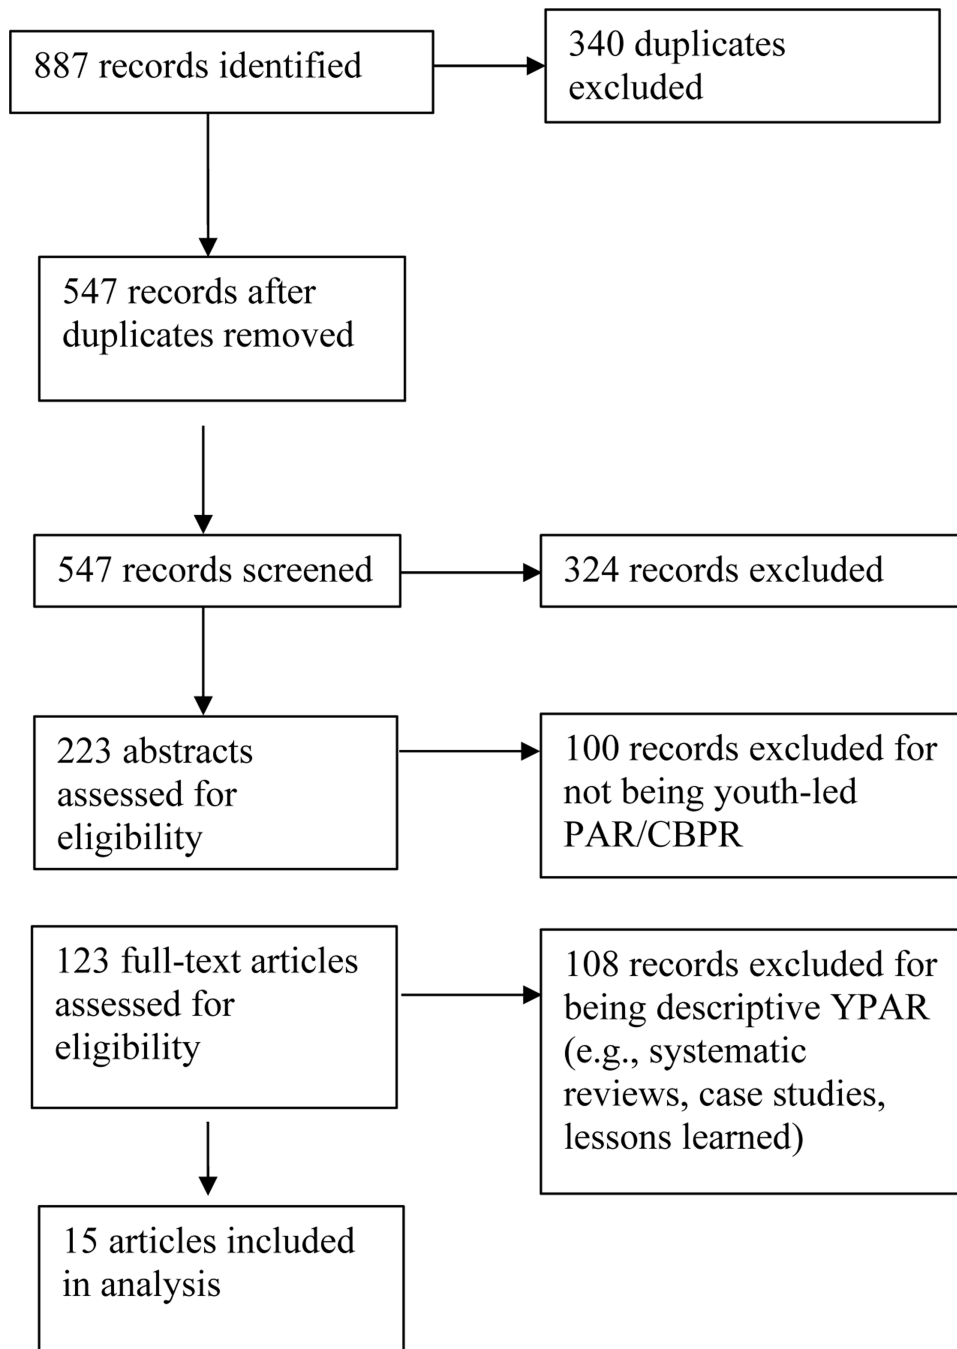 887 records identified
340 duplicates
excluded
547 records after
duplicates removed
547 records screened
324 records excluded
223 abstracts
assessed for
eligibility
100 records excluded for
not being youth-led
PAR/CBPR
123 full-text articles
assessed for
eligibility
108 records excluded for
being descriptive YPAR
(e.g., systematic
reviews, case studies,
lessons learned)
15 articles included
in analysis